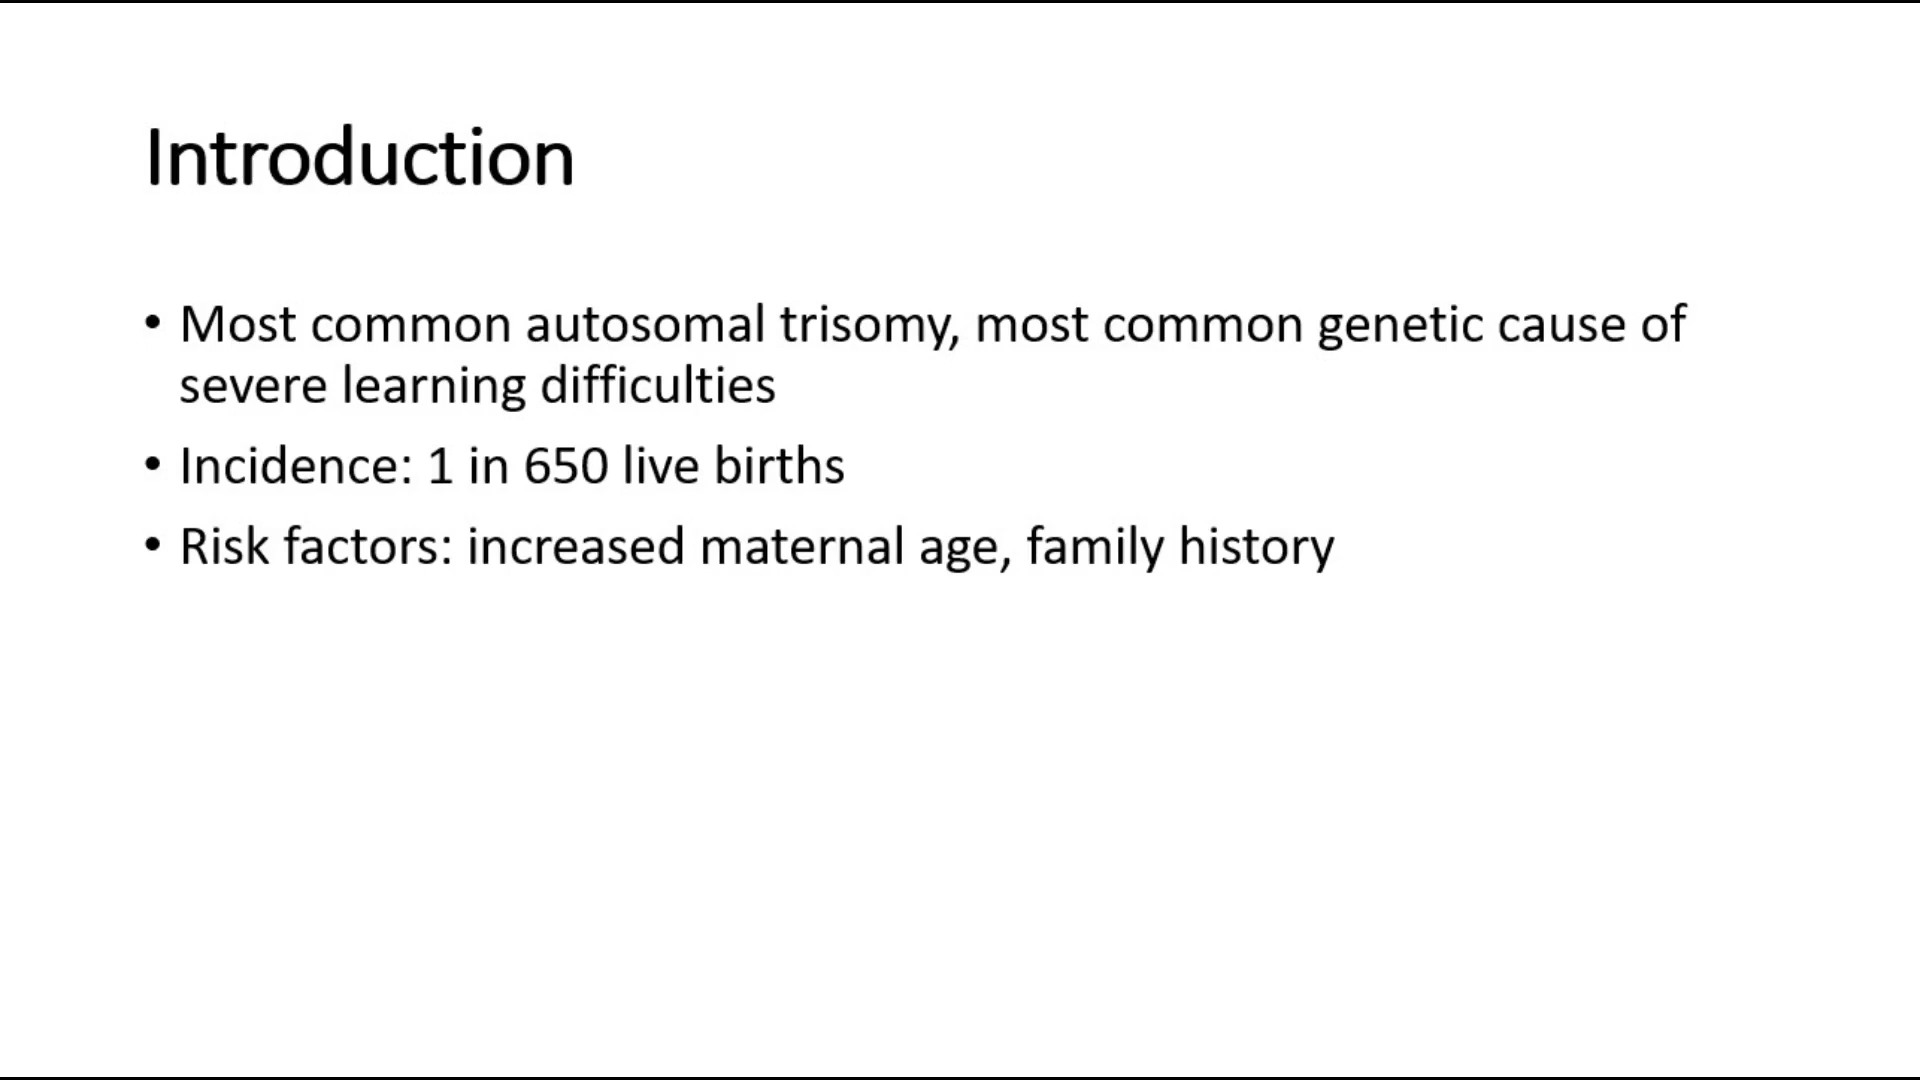 Introduction
• Most common autosomal trisomy, most common genetic cause of
severe learning difficulties
• Incidence: 1 in 650 live births
• Risk factors: increased maternal age, family history